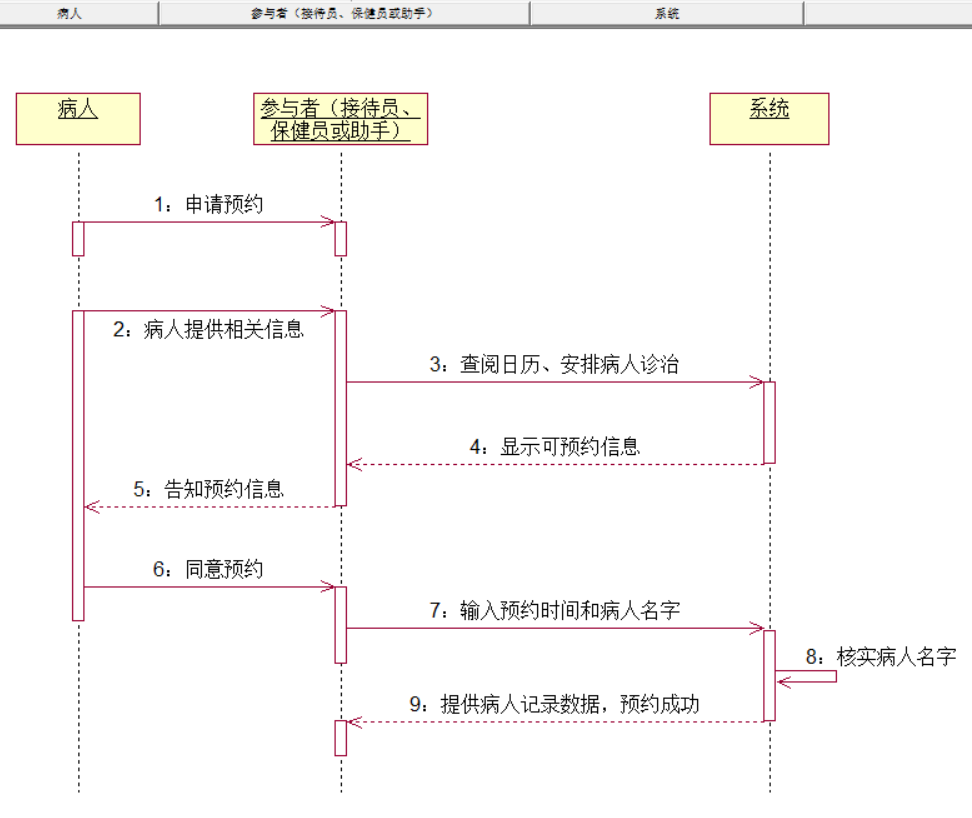 病人
参与者（接待员、保健员或助手）
系统
病人
参与者（接待员、
保健员或助手）
系统
1：申请预约
2：病人提供相关信息
3：查阅日历、安排病人诊治
4：显示可预约信息
5：告知预约信息
6：同意预约
7：输入预约时间和病人名字
8：核实病人名字
9：提供病人记录数据，预约成功